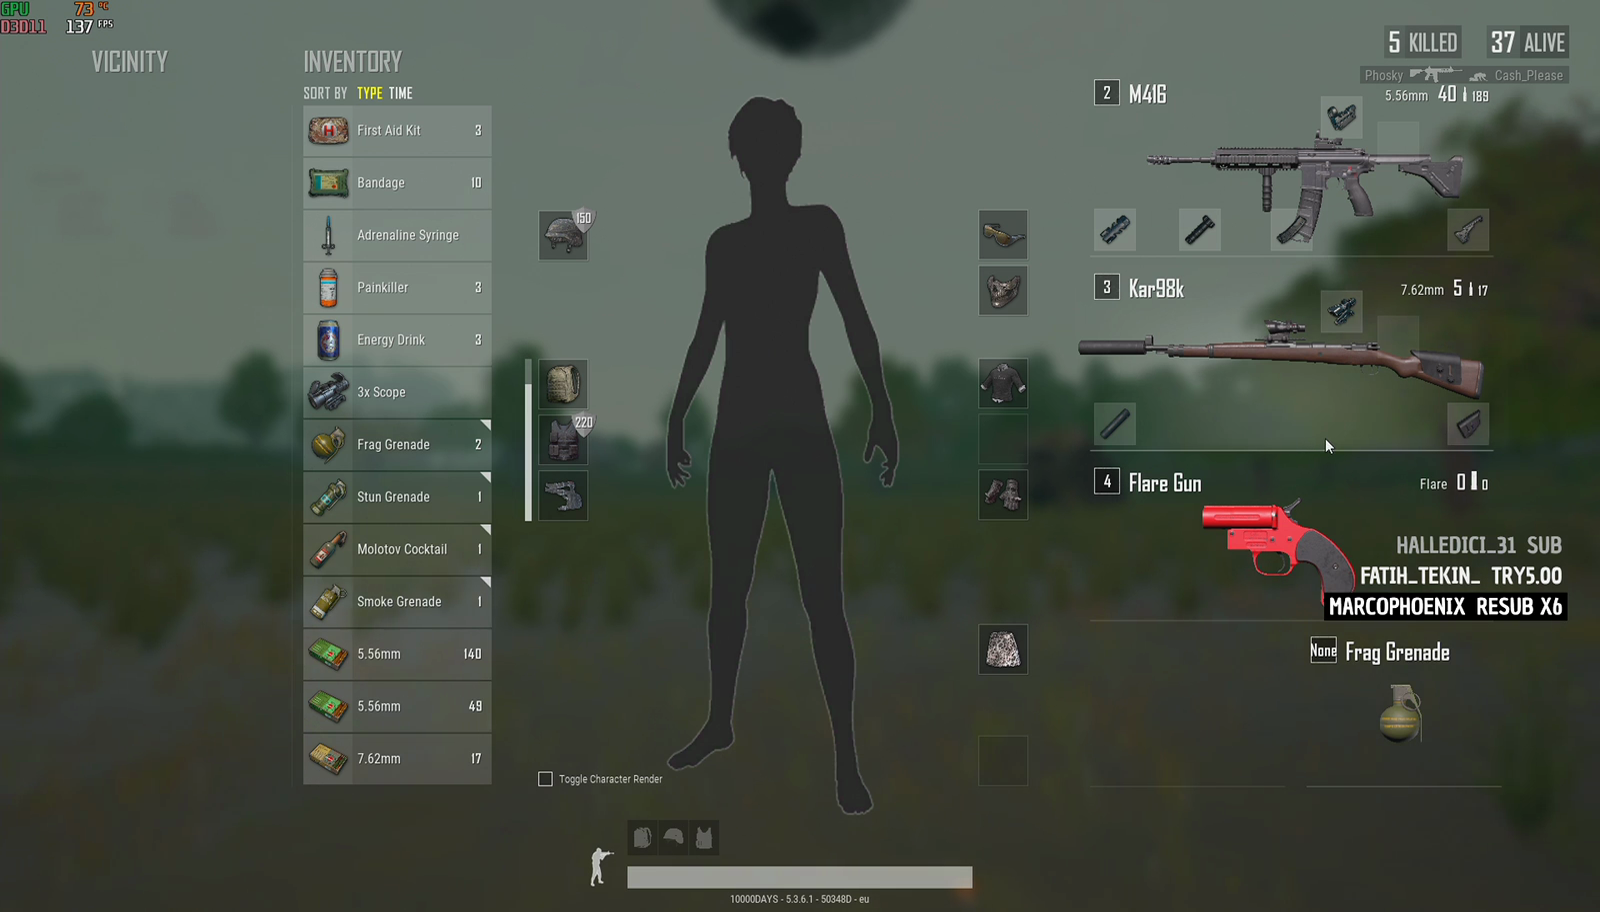 GPU 73 °C
D3D11 137 FPS
VICINITY
INVENTORY
SORT BY TYPE TIME
First Aid Kit 3
Bandage 10
Adrenaline Syringe
Painkiller 3
Energy Drink 3
3x Scope
Frag Grenade 2
Stun Grenade 1
Molotov Cocktail 1
Smoke Grenade 1
5.56mm 140
5.56mm 49
7.62mm 17
150
220
Toggle Character Render
10000DAYS - 5.3.6.1 - 50348D - eu
5 KILLED 37 ALIVE
Phosky Cash_Please
2 M416 5.56mm 40 189
3 Kar98k 7.62mm 5 17
4 Flare Gun Flare 0 0
HALLEDICI_31 SUB
FATIH_TEKIN_ TRY5.00
MARCOPHOENIX RESUB X6
None Frag Grenade